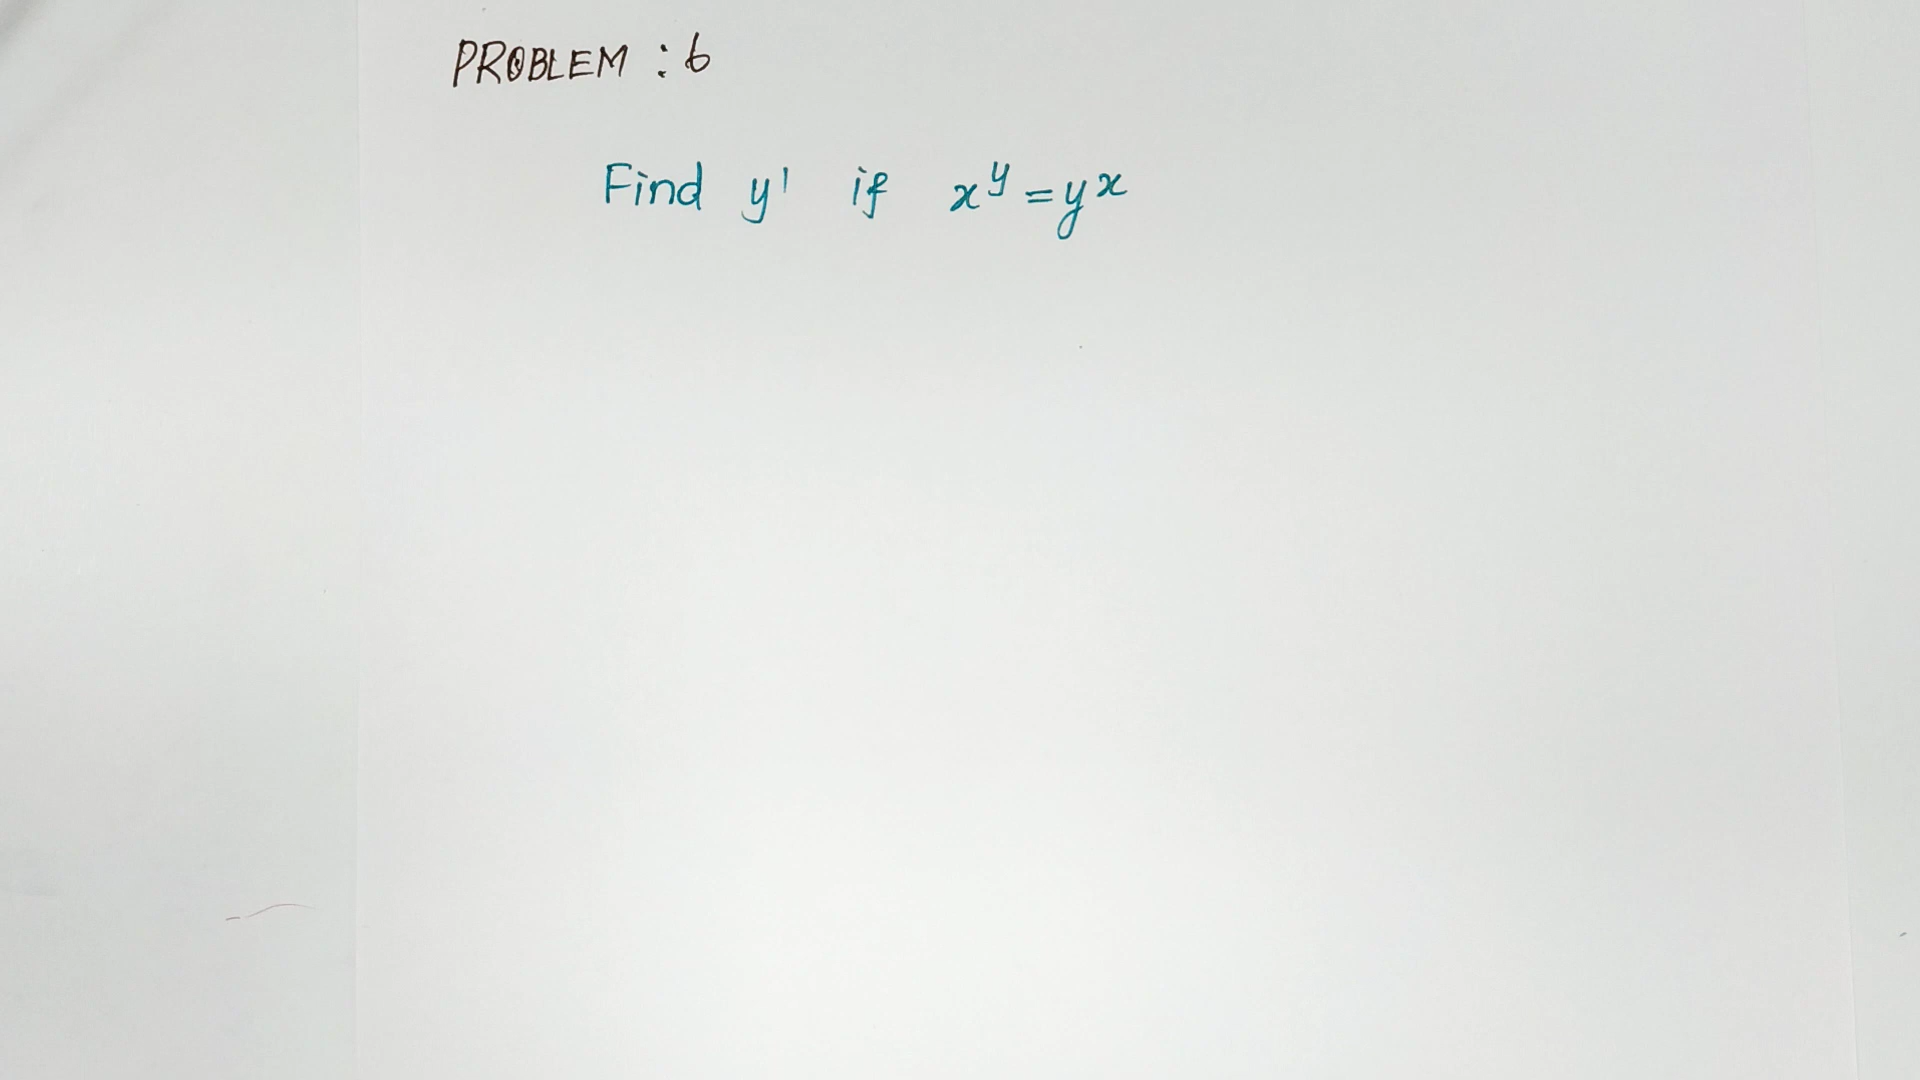 PROBLEM : 6
Find y' if x^y = y^x